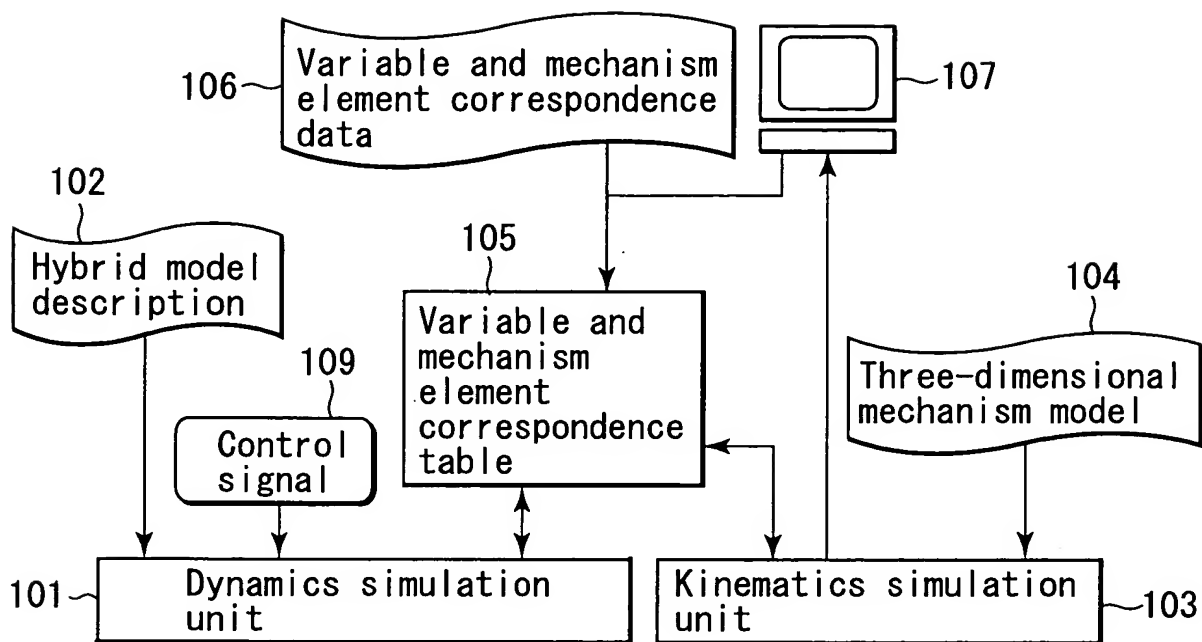 106
Variable and mechanism
element correspondence
data
107
102
Hybrid model
description
105
Variable and
mechanism
element
correspondence
table
104
Three-dimensional
mechanism model
109
Control
signal
101
Dynamics simulation
unit
Kinematics simulation
unit
103